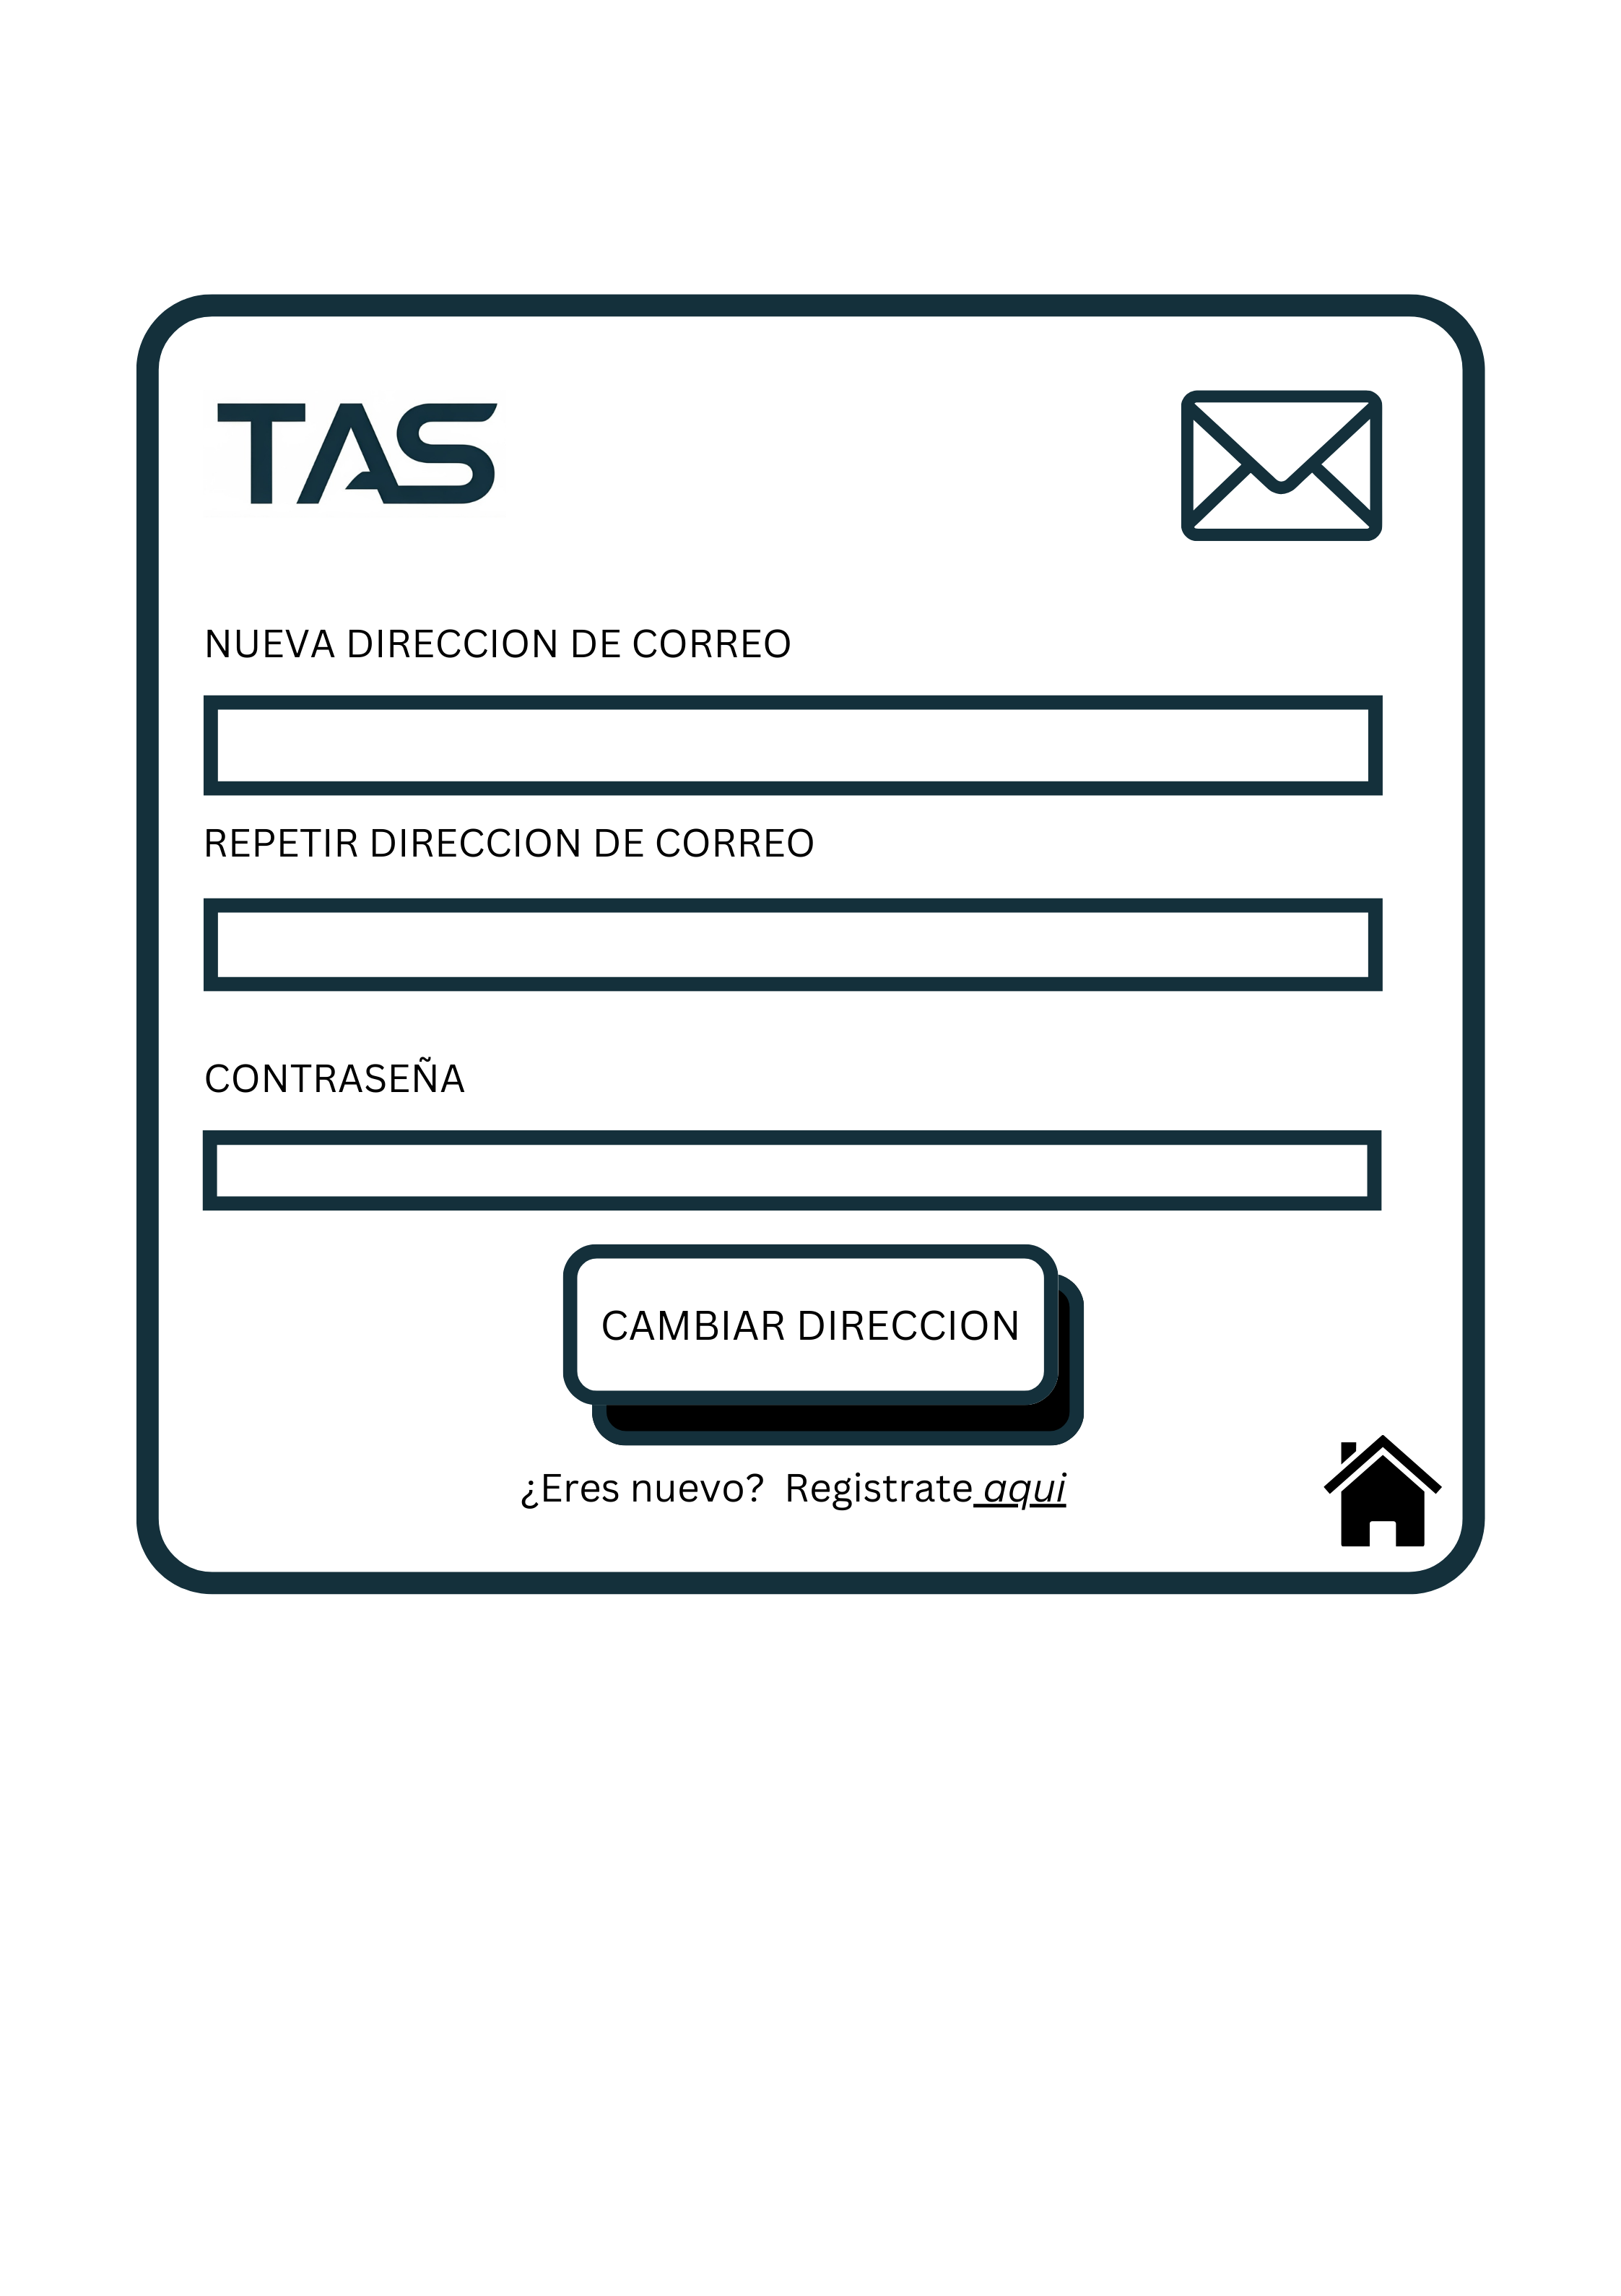 TAS
NUEVA DIRECCION DE CORREO
REPETIR DIRECCION DE CORREO
CONTRASEÑA
CAMBIAR DIRECCION
¿Eres nuevo?  Registrate aqui